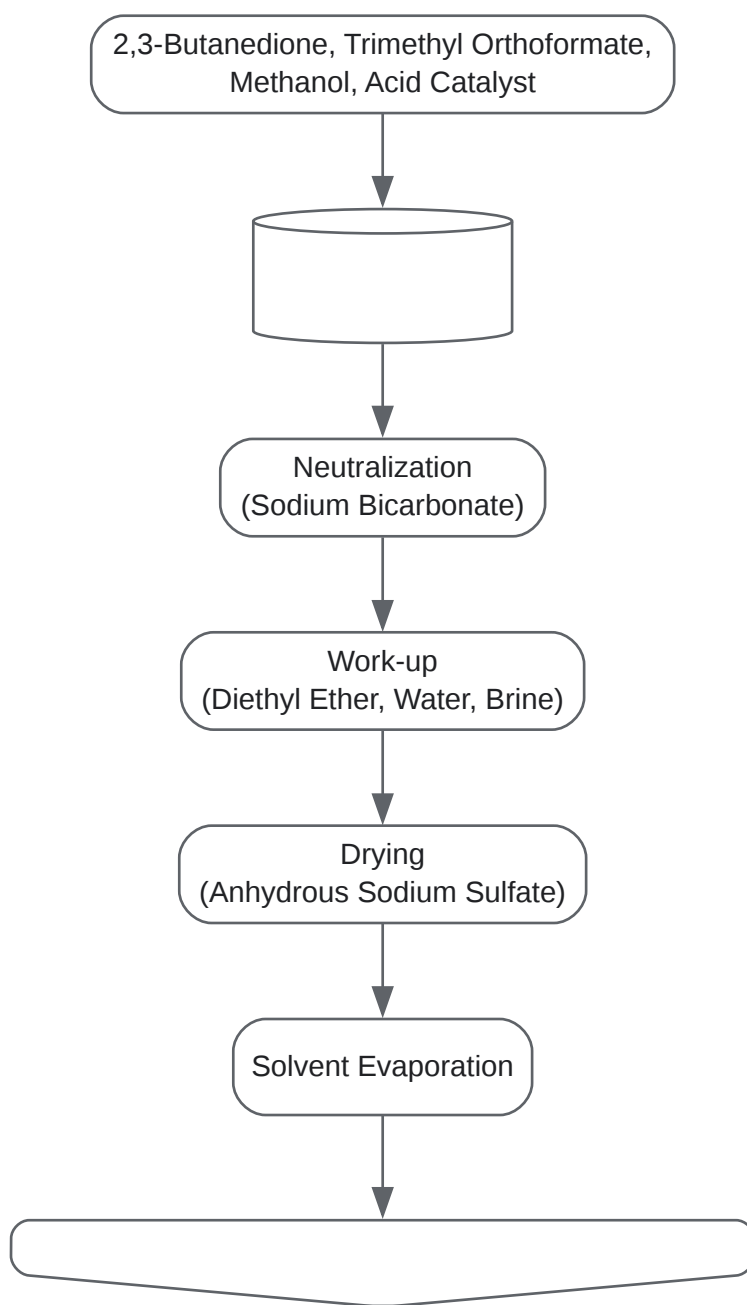 2,3-Butanedione, Trimethyl Orthoformate,
Methanol, Acid Catalyst
Neutralization
(Sodium Bicarbonate)
Work-up
(Diethyl Ether, Water, Brine)
Drying
(Anhydrous Sodium Sulfate)
Solvent Evaporation